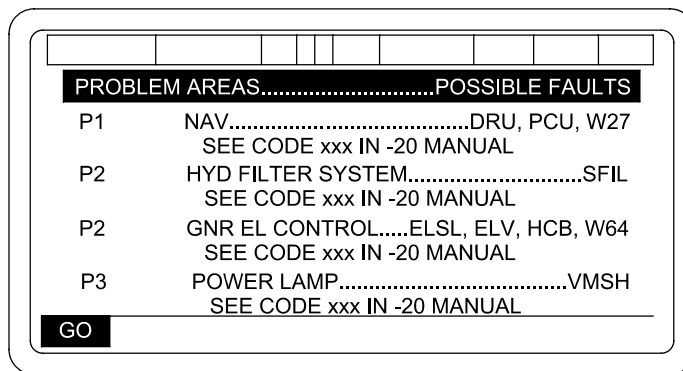 PROBLEM AREAS..............................POSSIBLE FAULTS
P1 NAV..........................................DRU, PCU, W27
SEE CODE xxx IN -20 MANUAL
P2 HYD FILTER SYSTEM..............................SFIL
SEE CODE xxx IN -20 MANUAL
P2 GNR EL CONTROL.....ELSL, ELV, HCB, W64
SEE CODE xxx IN -20 MANUAL
P3 POWER LAMP.......................................VMSH
SEE CODE xxx IN -20 MANUAL
GO